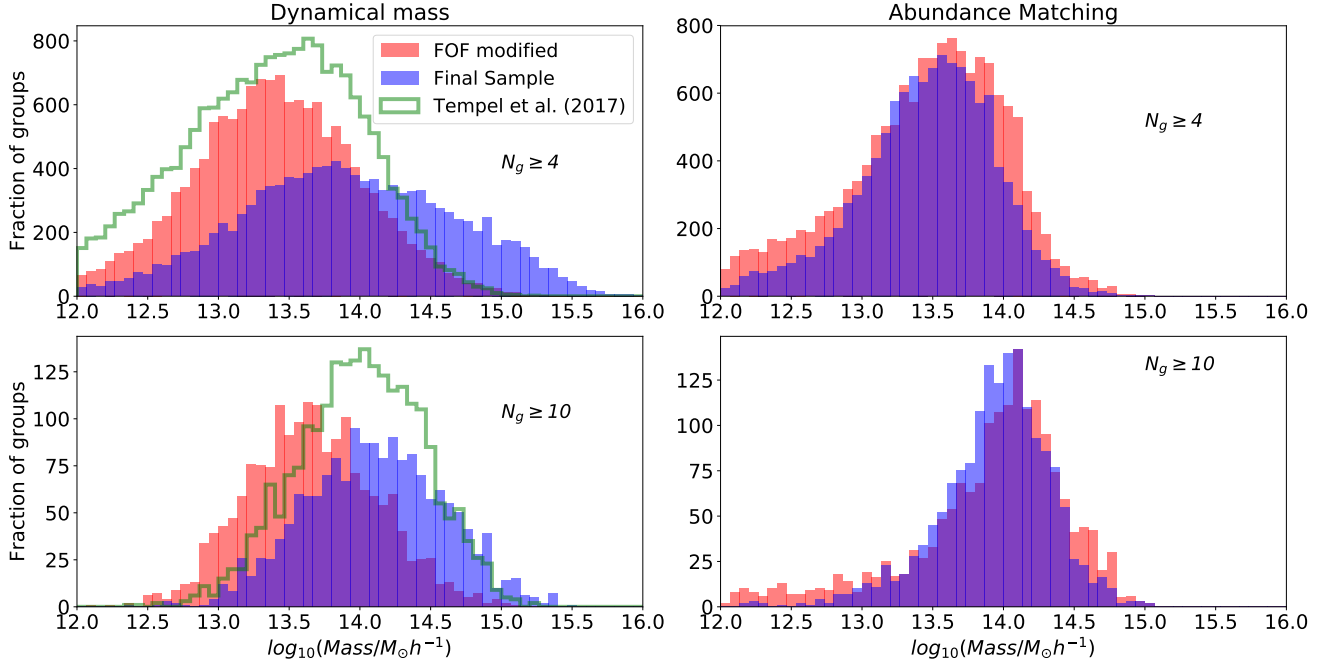 Dynamical mass
Abundance Matching
FOF modified
Final Sample
Tempel et al. (2017)
N_g ≥ 4
Fraction of groups
800
600
400
200
0
12.0 12.5 13.0 13.5 14.0 14.5 15.0 15.5 16.0
N_g ≥ 4
800
600
400
200
0
12.0 12.5 13.0 13.5 14.0 14.5 15.0 15.5 16.0
N_g ≥ 10
Fraction of groups
125
100
75
50
25
0
12.0 12.5 13.0 13.5 14.0 14.5 15.0 15.5 16.0
log₁₀(Mass/M⊙h⁻¹)
N_g ≥ 10
125
100
75
50
25
0
12.0 12.5 13.0 13.5 14.0 14.5 15.0 15.5 16.0
log₁₀(Mass/M⊙h⁻¹)